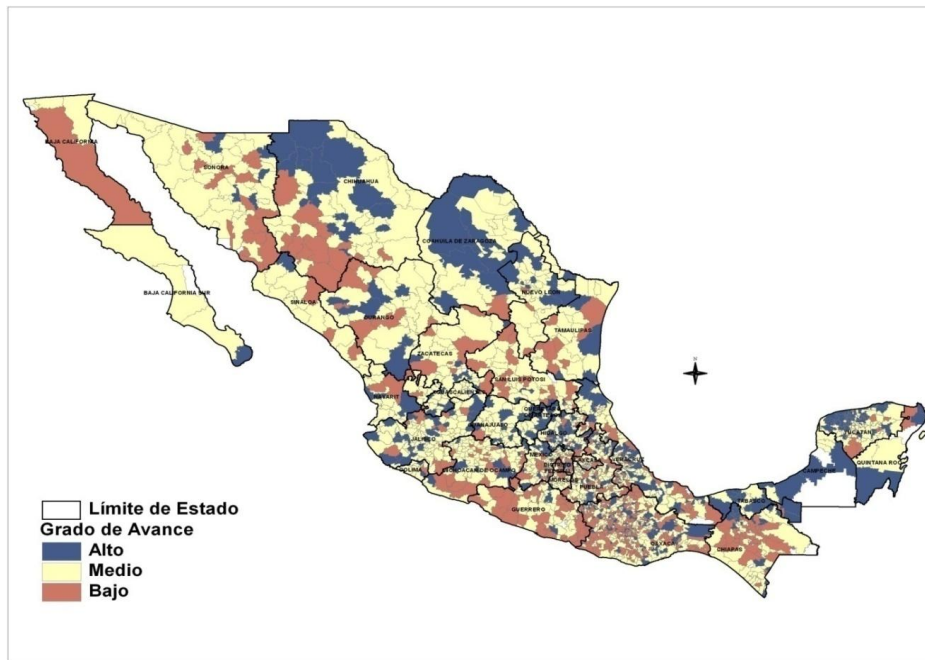 BAJA CALIFORNIA
SONORA
CHIHUAHUA
COAHUILA DE ZARAGOZA
BAJA CALIFORNIA SUR
SINALOA
DURANGO
NUEVO LEON
TAMAULIPAS
ZACATECAS
SAN LUIS POTOSI
NAYARIT
GUANAJUATO
JALISCO
HIDALGO
COLIMA
MICHOACAN DE OCAMPO
MORELOS
GUERRERO
OAXACA
CHIAPAS
TABASCO
CAMPECHE
YUCATAN
QUINTANA ROO
N
Límite de Estado
Grado de Avance
Alto
Medio
Bajo